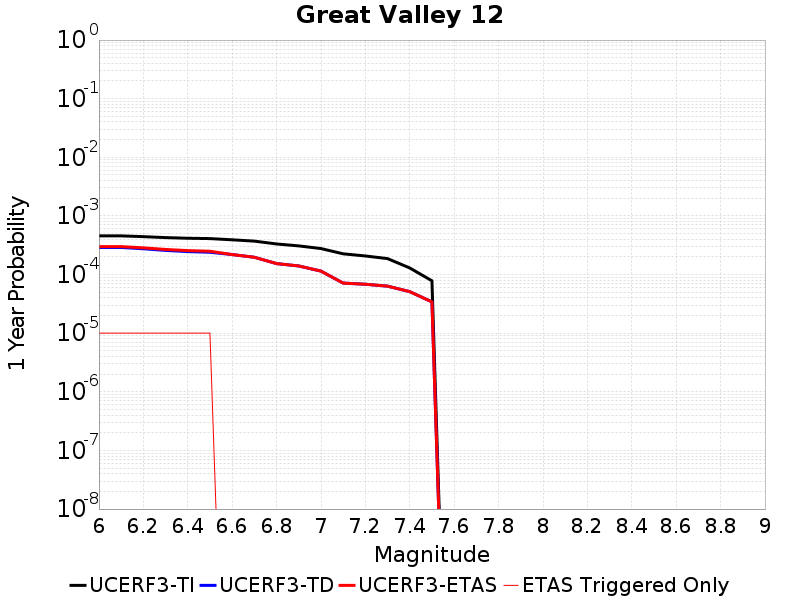 Great Valley 12
10^0
10^-1
10^-2
10^-3
10^-4
10^-5
10^-6
10^-7
10^-8
1 Year Probability
6 6.2 6.4 6.6 6.8 7 7.2 7.4 7.6 7.8 8 8.2 8.4 8.6 8.8 9
Magnitude
UCERF3-TI UCERF3-TD UCERF3-ETAS ETAS Triggered Only